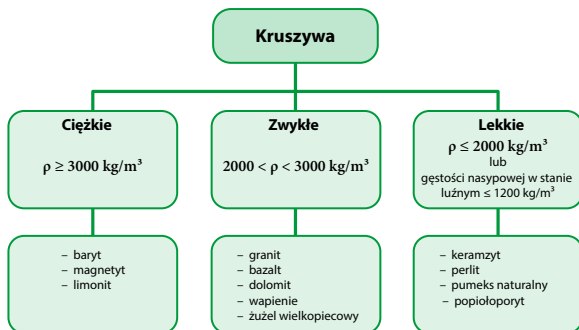 Kruszywa
Ciężkie
ρ ≥ 3000 kg/m³
Zwykłe
2000 < ρ < 3000 kg/m³
Lekkie
ρ ≤ 2000 kg/m³
lub
gęstości nasypowej w stanie
luźnym ≤ 1200 kg/m³
– baryt
– magnetyt
– limonit
– granit
– bazalt
– dolomit
– wapienie
– żużel wielkopiecowy
– keramzyt
– perlit
– pumeks naturalny
– popiołoporyt